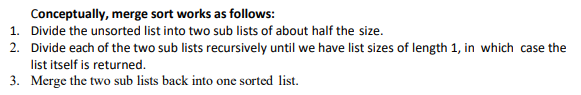 Conceptually, merge sort works as follows:
1. Divide the unsorted list into two sub lists of about half the size.
2. Divide each of the two sub lists recursively until we have list sizes of length 1, in which case the
list itself is returned.
3. Merge the two sub lists back into one sorted list.